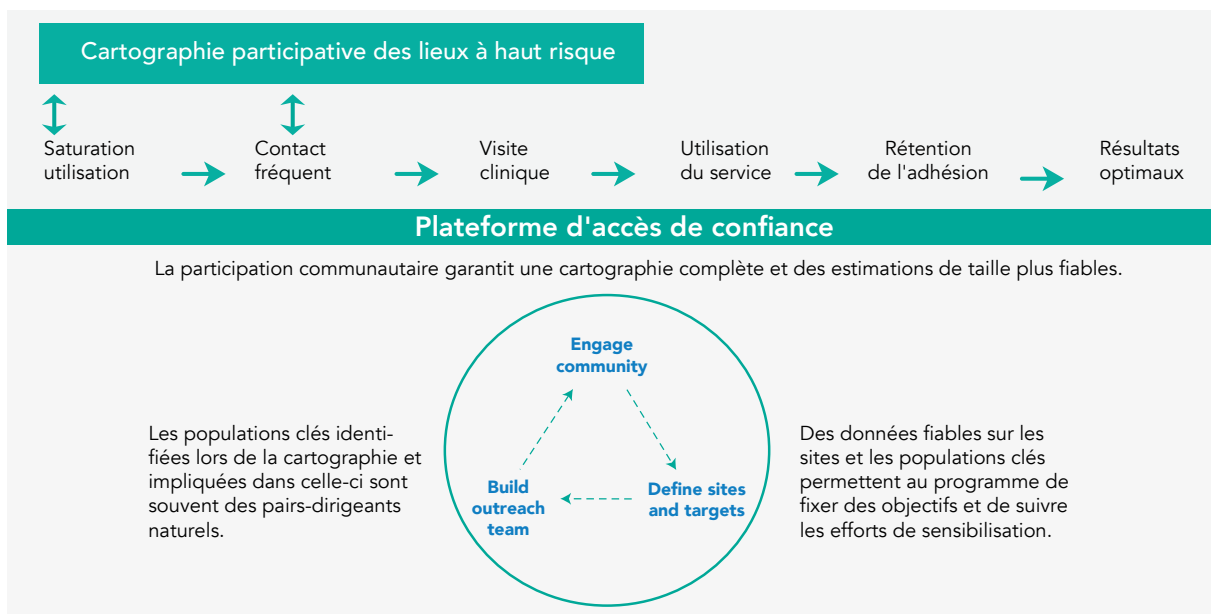 Cartographie participative des lieux à haut risque
Saturation
utilisation
Contact
fréquent
Visite
clinique
Utilisation
du service
Rétention
de l'adhésion
Résultats
optimaux
Plateforme d'accès de confiance
La participation communautaire garantit une cartographie complète et des estimations de taille plus fiables.
Engage
community
Les populations clés identi-
fiées lors de la cartographie et
impliquées dans celle-ci sont
souvent des pairs-dirigeants
naturels.
Build
outreach
team
Define sites
and targets
Des données fiables sur les
sites et les populations clés
permettent au programme de
fixer des objectifs et de suivre
les efforts de sensibilisation.